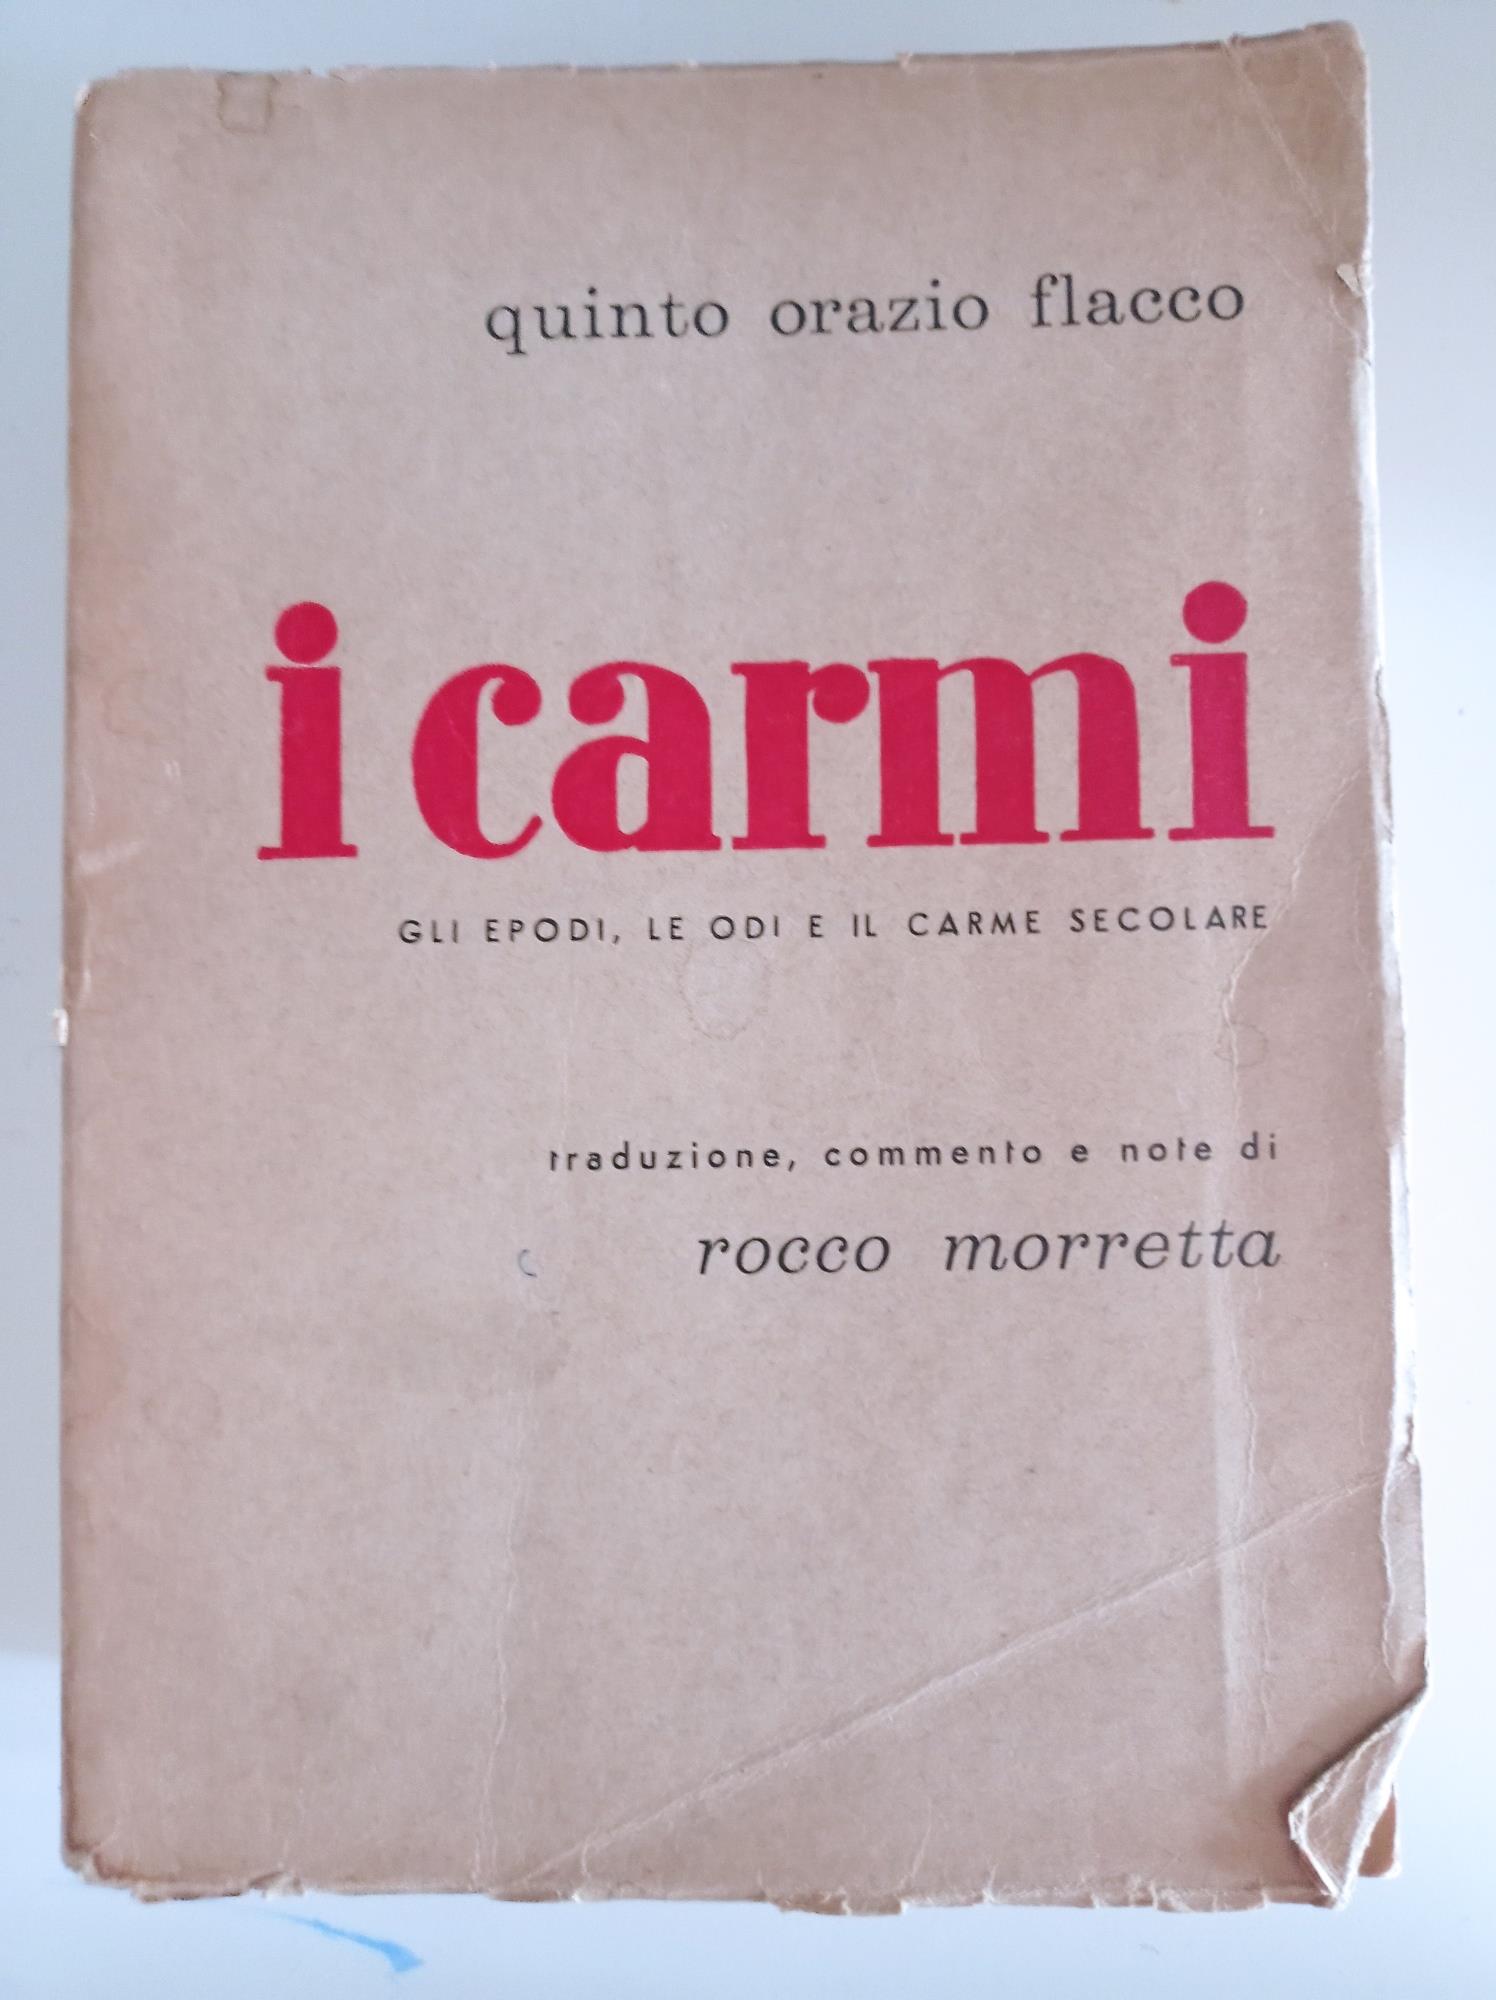 quinto orazio flacco
i carmi
GLI EPODI, LE ODI E IL CARME SECOLARE
traduzione, commento e note di
rocco morretta